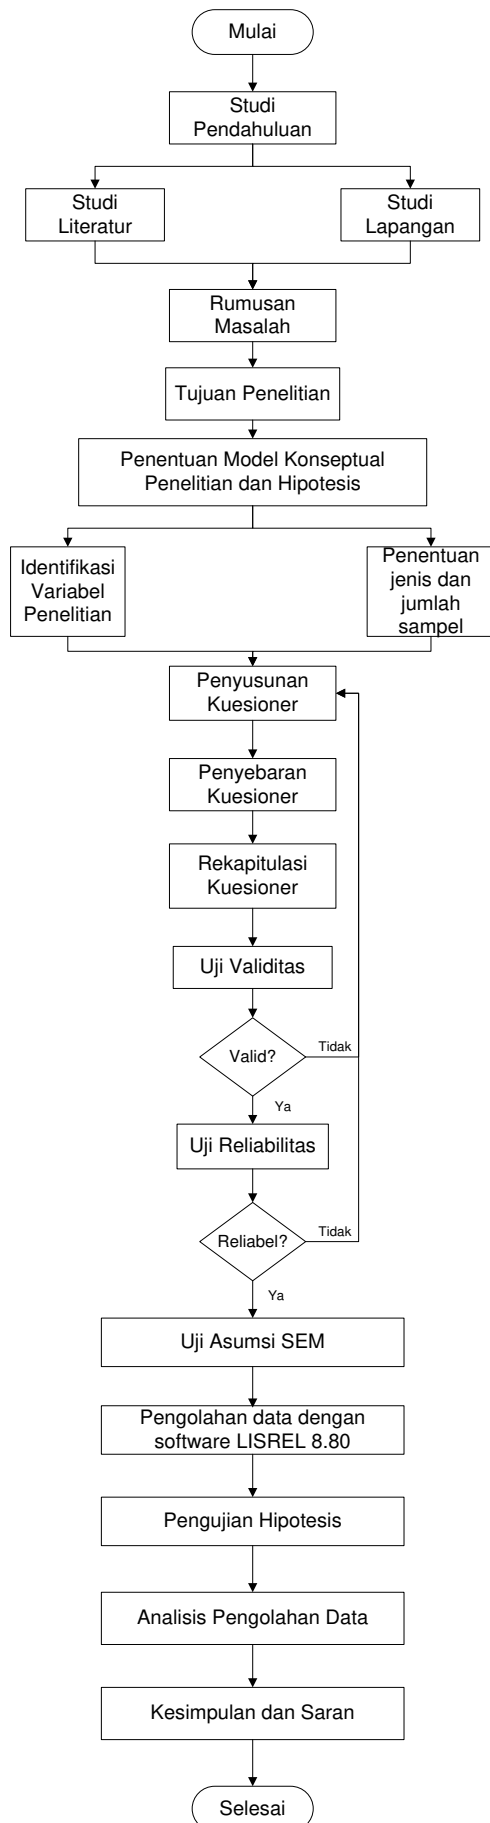 Mulai
Studi
Pendahuluan
Studi
Literatur
Studi
Lapangan
Rumusan
Masalah
Tujuan Penelitian
Penentuan Model Konseptual
Penelitian dan Hipotesis
Identifikasi
Variabel
Penelitian
Penentuan
jenis dan
jumlah
sampel
Penyusunan
Kuesioner
Penyebaran
Kuesioner
Rekapitulasi
Kuesioner
Uji Validitas
Valid?
Tidak
Ya
Uji Reliabilitas
Reliabel?
Tidak
Ya
Uji Asumsi SEM
Pengolahan data dengan
software LISREL 8.80
Pengujian Hipotesis
Analisis Pengolahan Data
Kesimpulan dan Saran
Selesai